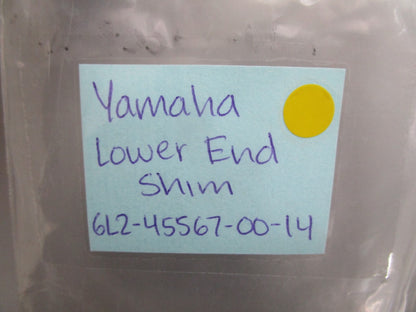 Yamaha
Lower End
Shim
6L2-45567-00-14